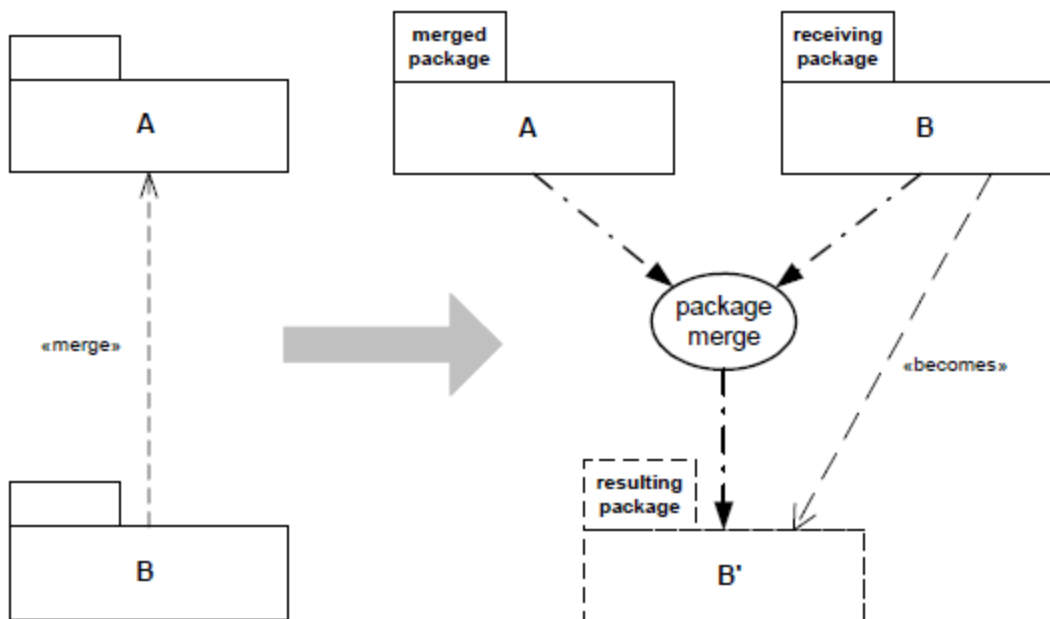 A
«merge»
B
merged
package
A
receiving
package
B
package
merge
«becomes»
resulting
package
B'